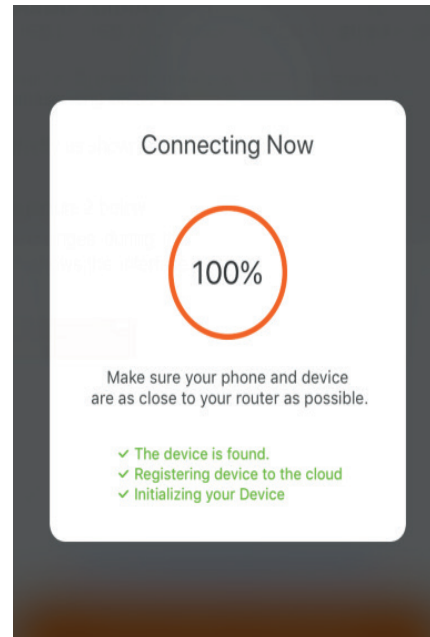 Connecting Now
100%
Make sure your phone and device
are as close to your router as possible.
✓ The device is found.
✓ Registering device to the cloud
✓ Initializing your Device